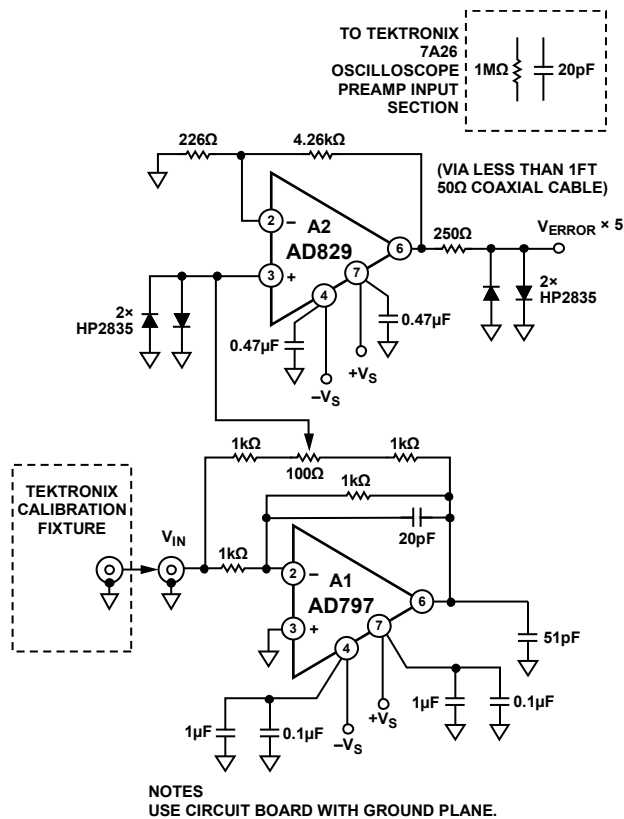 TO TEKTRONIX
7A26
OSCILLOSCOPE
PREAMP INPUT
SECTION
1MΩ
20pF
226Ω
4.26kΩ
(VIA LESS THAN 1FT
50Ω COAXIAL CABLE)
2
−
A2
AD829
6
250Ω
VERROR × 5
3
+
7
4
2×
HP2835
2×
HP2835
0.47µF
0.47µF
+VS
−VS
1kΩ
100Ω
1kΩ
1kΩ
TEKTRONIX
CALIBRATION
FIXTURE
VIN
1kΩ
20pF
2
−
A1
AD797
6
3
+
7
4
51pF
1µF
0.1µF
−VS
+VS
1µF
0.1µF
NOTES
USE CIRCUIT BOARD WITH GROUND PLANE.